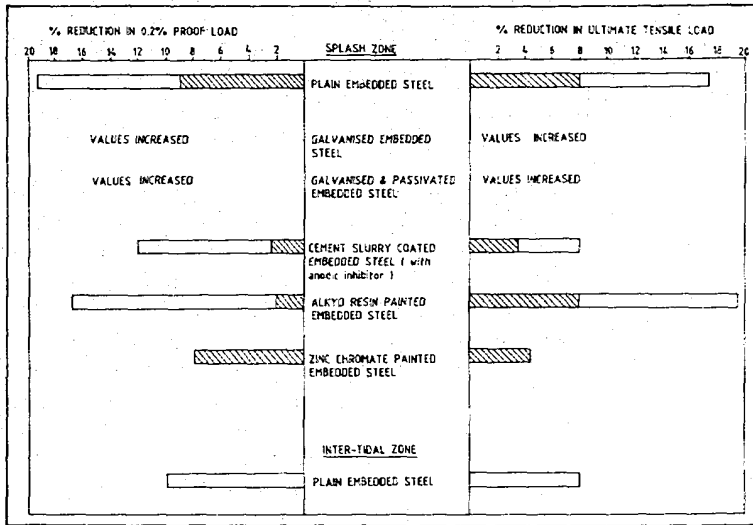 % REDUCTION IN 0.2% PROOF LOAD
% REDUCTION IN ULTIMATE TENSILE LOAD
20 18 16 14 12 10 8 6 4 2
SPLASH ZONE
2 4 6 8 10 12 14 16 18 20
PLAIN EMBEDDED STEEL
VALUES INCREASED
GALVANISED EMBEDDED
STEEL
VALUES INCREASED
VALUES INCREASED
GALVANISED & PASSIVATED
EMBEDDED STEEL
VALUES INCREASED
CEMENT SLURRY COATED
EMBEDDED STEEL ( with
anodic inhibitor )
ALKYD RESIN PAINTED
EMBEDDED STEEL
ZINC CHROMATE PAINTED
EMBEDDED STEEL
INTER-TIDAL ZONE
PLAIN EMBEDDED STEEL